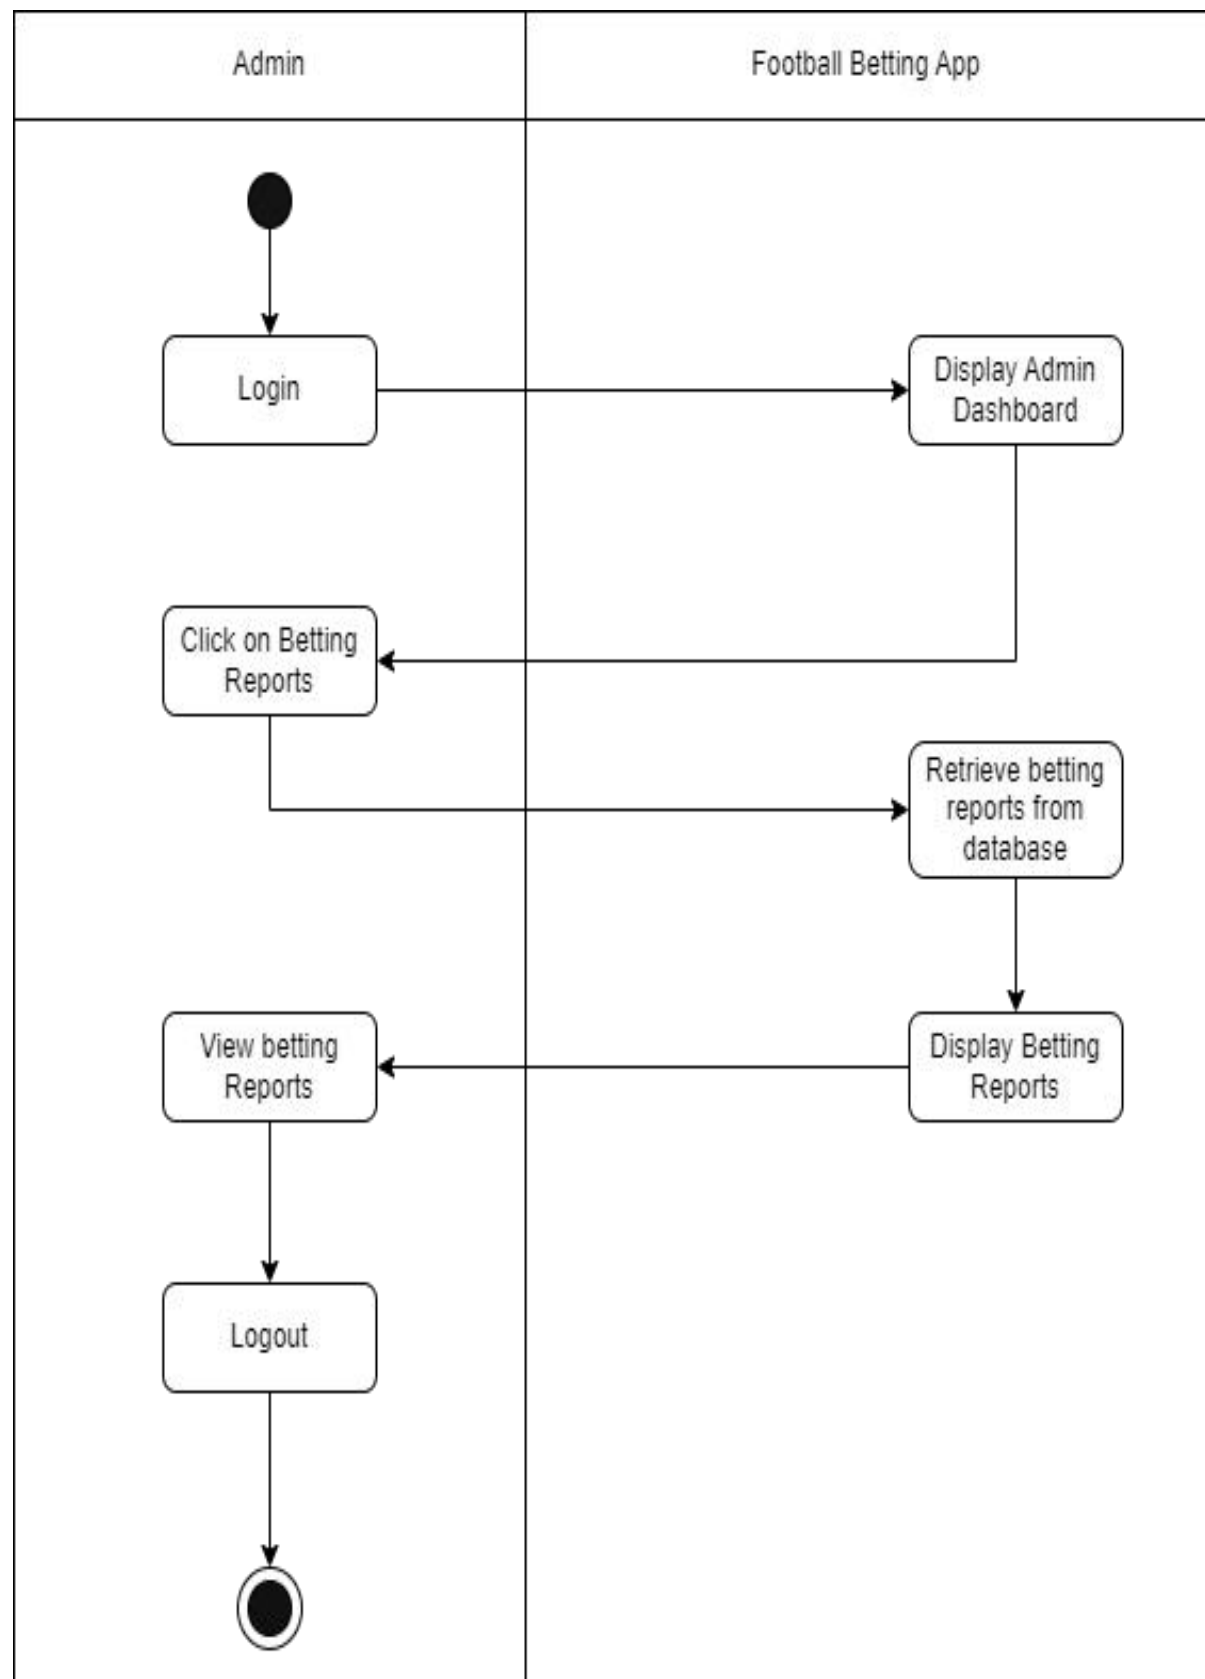 Admin
Football Betting App
Login
Display Admin
Dashboard
Click on Betting
Reports
Retrieve betting
reports from
database
View betting
Reports
Display Betting
Reports
Logout